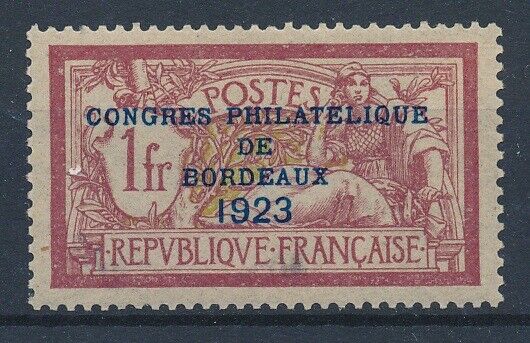 POSTES
CONGRES PHILATELIQUE
DE
1fr
BORDEAUX
1923
REPVBLIQVE·FRANÇAISE·